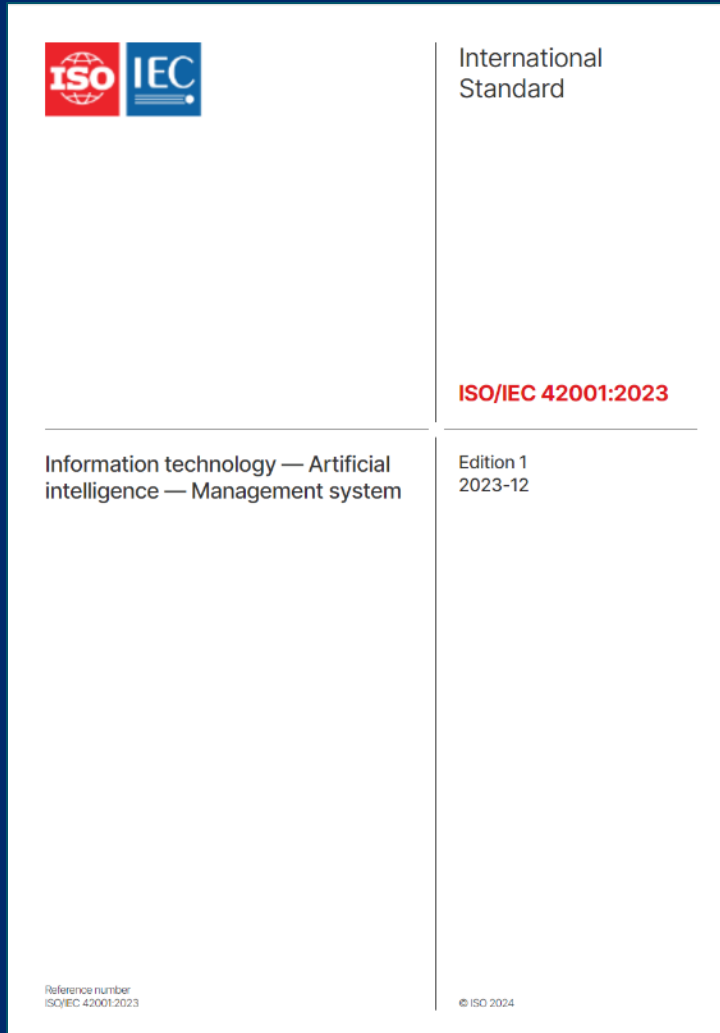 ISO IEC
International
Standard
ISO/IEC 42001:2023
Information technology — Artificial
intelligence — Management system
Edition 1
2023-12
Reference number
ISO/IEC 42001:2023
© ISO 2024